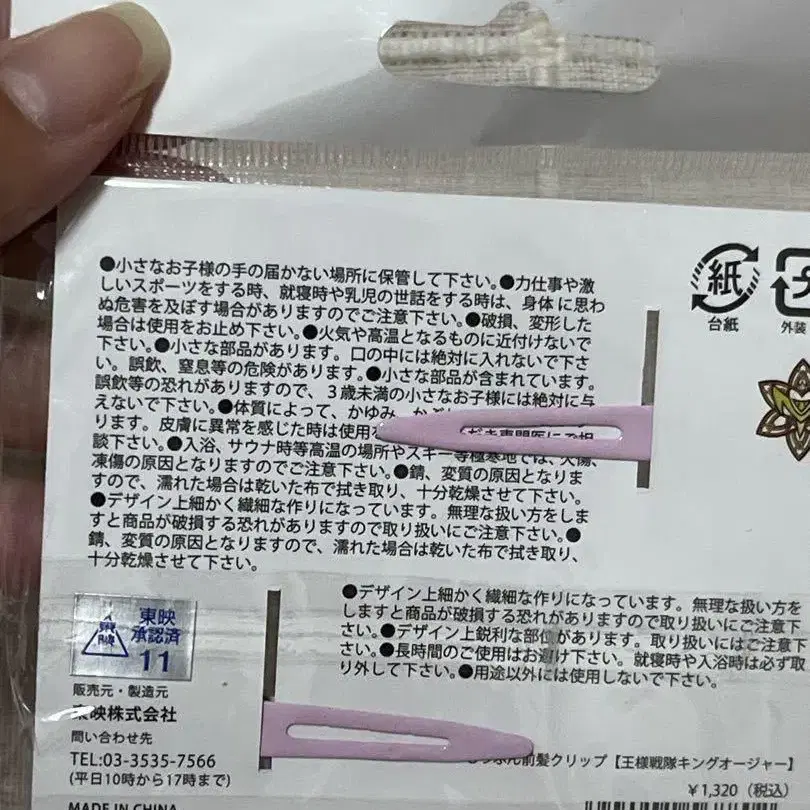 ●小さなお子様の手の届かない場所に保管して下さい。●力仕事や激
しいスポーツをする時、就寝時や乳児の世話をする時は、身体に思わ
ぬ危害を及ぼす場合がありますのでご注意下さい。●破損、変形した
場合は使用をお止め下さい。●火気や高温となるものに近付けないで
下さい。●小さな部品があります。口の中には絶対に入れないで下さ
い。誤飲、窒息等の危険があります。●小さな部品が含まれています。
誤飲等の恐れがありますので、3歳未満の小さなお子様には絶対に与
えないで下さい。●体質によって、かゆみ、かぶ
ります。皮膚に異常を感じた時は使用を だき専門医にご相
談下さい。●入浴、サウナ時等高温の場所やスキー等極寒地では、火傷、
凍傷の原因となりますのでご注意下さい。●錆、変質の原因となりま
すので、濡れた場合は乾いた布で拭き取り、十分乾燥させて下さい。
●デザイン上細かく繊細な作りになっています。無理な扱い方をしま
すと商品が破損する恐れがありますので取り扱いにご注意下さい。●
錆、変質の原因となりますので、濡れた場合は乾いた布で拭き取り、
十分乾燥させて下さい。
紙
台紙
外装
●デザイン上細かく繊細な作りになっています。無理な扱い方を
しますと商品が破損する恐れがありますので取り扱いにご注意下
さい。●デザイン上鋭利な部位があります。取り扱いにはご注意下
さい。●長時間のご使用はお避け下さい。就寝時や入浴時は必ず取
り外して下さい。●用途以外には使用しないで下さい。
東映
承認済
11
販売元・製造元
東映株式会社
問い合わせ先
TEL:03-3535-7566
(平日10時から17時まで)
MADE IN CHINA
前髪クリップ【王様戦隊キングオージャー】
¥1,320（税込）